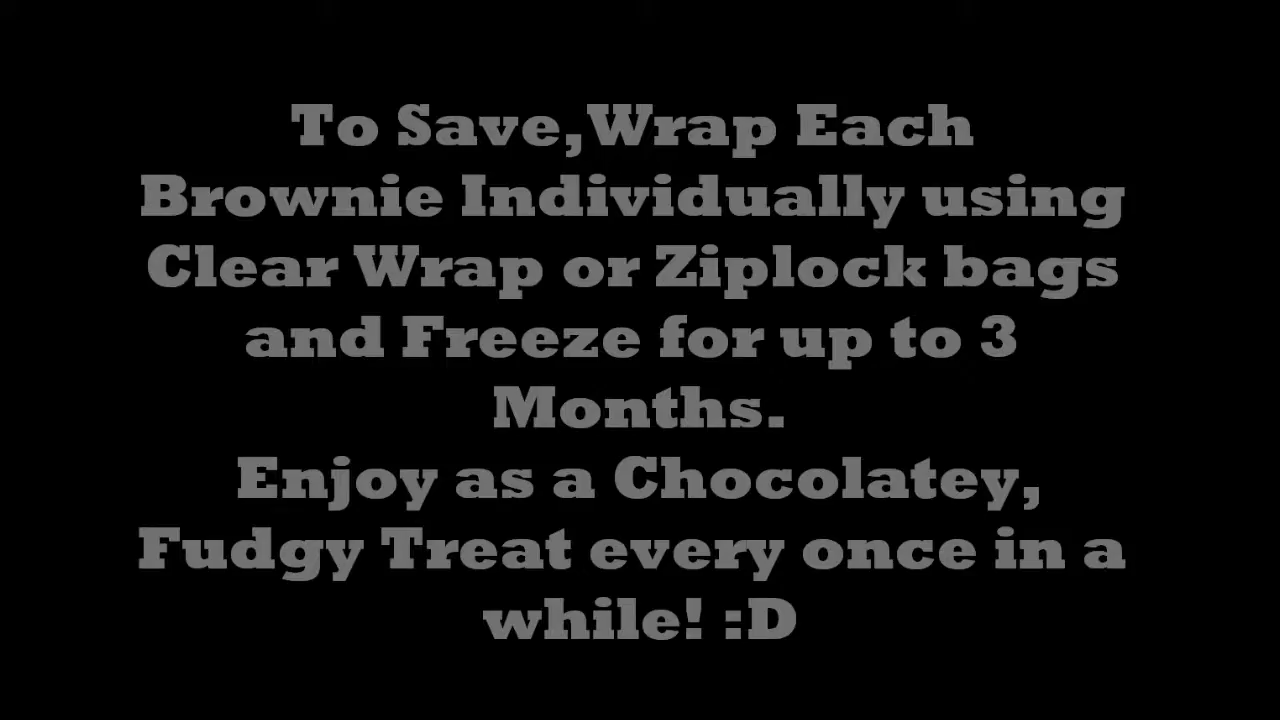 To Save,Wrap Each
Brownie Individually using
Clear Wrap or Ziplock bags
and Freeze for up to 3
Months.
Enjoy as a Chocolatey,
Fudgy Treat every once in a
while! :D